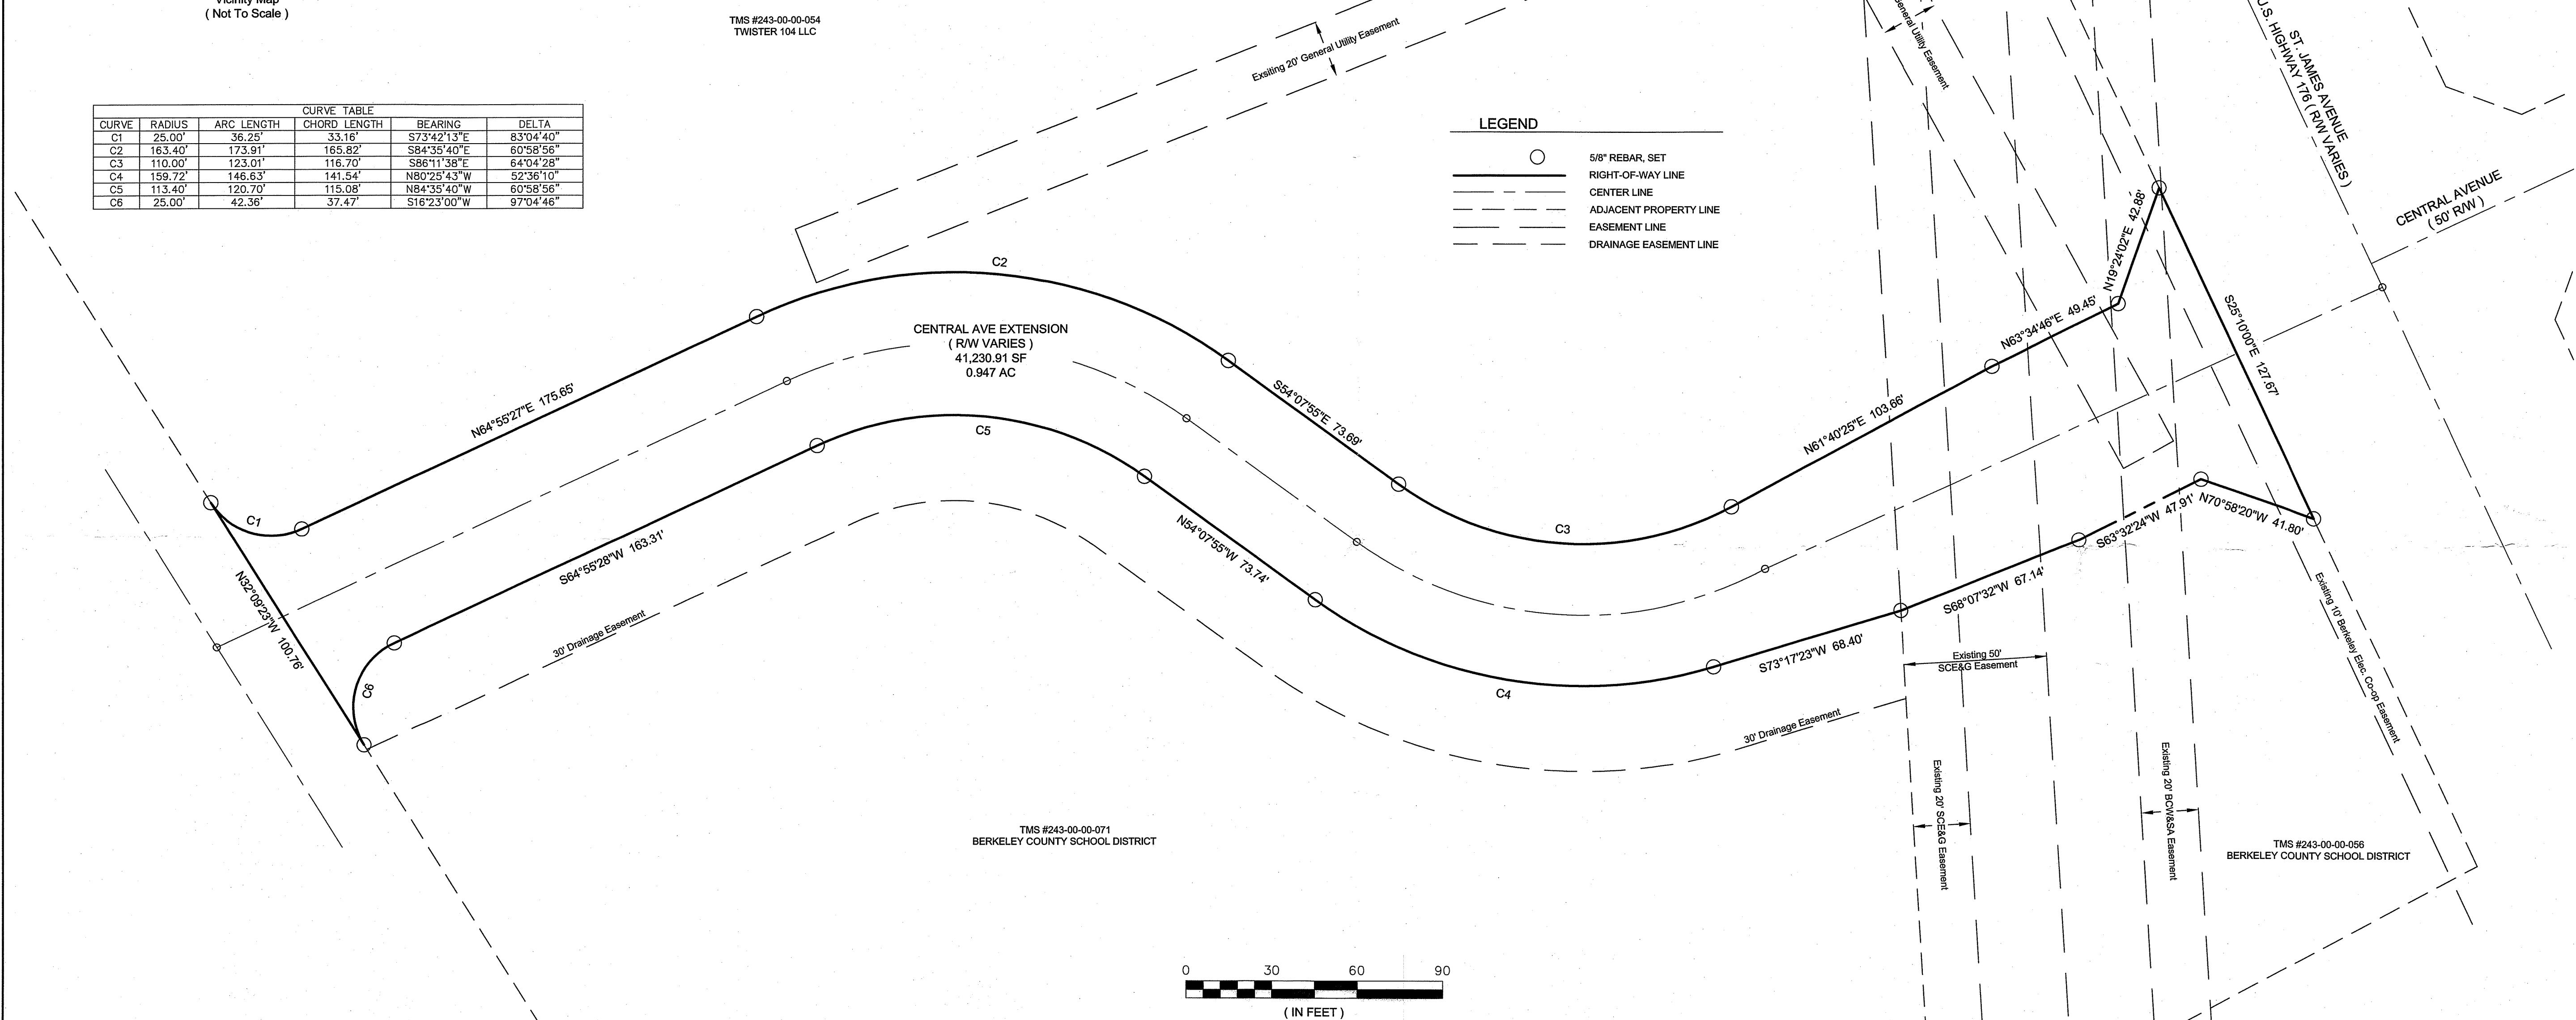 Vicinity Map
( Not To Scale )
TMS #243-00-00-054
TWISTER 104 LLC
Exsiting 20' General Utility Easement
General Utility Easement
ST. JAMES AVENUE
U.S. HIGHWAY 176 ( R/W VARIES )
CENTRAL AVENUE
( 50' R/W )
CURVE TABLE
CURVE RADIUS ARC LENGTH CHORD LENGTH BEARING DELTA
C1 25.00' 36.25' 33.16' S73°42'13"E 83°04'40"
C2 163.40' 173.91' 165.82' S84°35'40"E 60°58'56"
C3 110.00' 123.01' 116.70' S86°11'38"E 64°04'28"
C4 159.72' 146.63' 141.54' N80°25'43"W 52°36'10"
C5 113.40' 120.70' 115.08' N84°35'40"W 60°58'56"
C6 25.00' 42.36' 37.47' S16°23'00"W 97°04'46"
LEGEND
5/8" REBAR, SET
RIGHT-OF-WAY LINE
CENTER LINE
ADJACENT PROPERTY LINE
EASEMENT LINE
DRAINAGE EASEMENT LINE
C2
CENTRAL AVE EXTENSION
( R/W VARIES )
41,230.91 SF
0.947 AC
N64°55'27"E 175.65'
C5
S54°07'55"E 73.69'
N61°40'25"E 103.66'
N63°34'46"E 49.45'
N19°24'02"E 42.88'
S25°10'00"E 127.67'
C1
N32°09'23"W 100.76'
S64°55'28"W 163.31'
N54°07'55"W 73.74'
C3
S63°32'24"W 47.91'
N70°58'20"W 41.80'
S68°07'32"W 67.14'
S73°17'23"W 68.40'
C4
C6
30' Drainage Easement
30' Drainage Easement
Existing 50'
SCE&G Easement
Existing 20' SCE&G Easement
Existing 20' BCW&SA Easement
Existing 10' Berkeley Elec. Co-op Easement
TMS #243-00-00-071
BERKELEY COUNTY SCHOOL DISTRICT
TMS #243-00-00-056
BERKELEY COUNTY SCHOOL DISTRICT
0 30 60 90
( IN FEET )